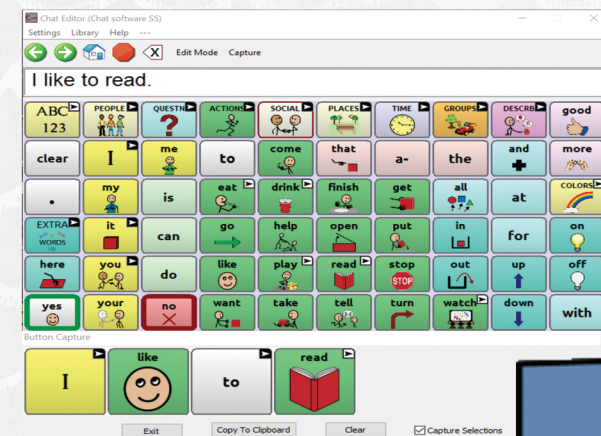 Chat Editor (Chat software SS)
Settings Library Help ---
X Edit Mode Capture
I like to read.
ABC 123 PEOPLE QUESTN ACTIONS SOCIAL PLACES TIME GROUPS DESCRB good
clear I me to come that a- the and more
. my is eat drink finish get all at COLORS
EXTRA WORDS Up it can go help open put in for on
here you do like play read stop STOP out up off
yes your no want take tell turn watch down with
Button Capture
I like to read
Exit Copy To Clipboard Clear Capture Selections